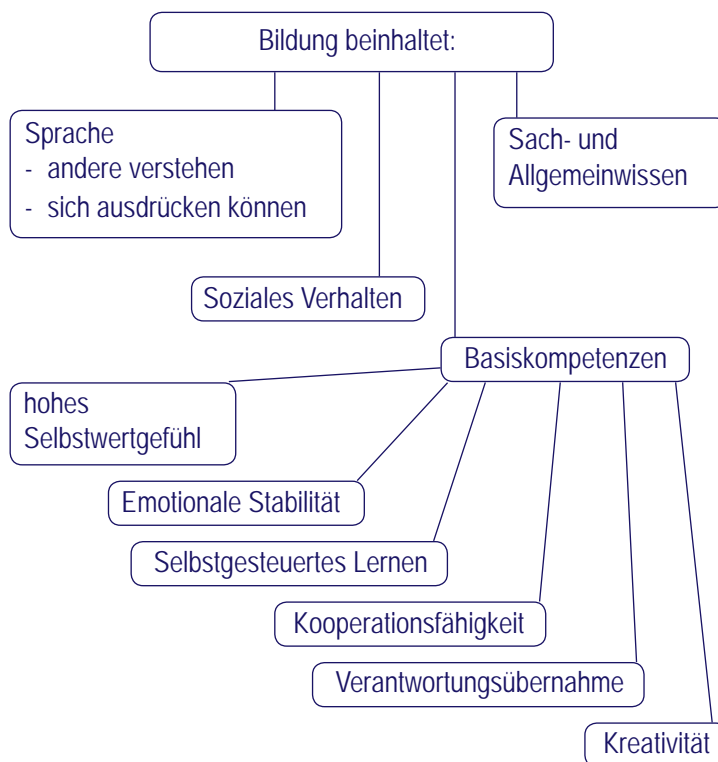 Bildung beinhaltet:
Sprache
- andere verstehen
- sich ausdrücken können
Sach- und
Allgemeinwissen
Soziales Verhalten
Basiskompetenzen
hohes
Selbstwertgefühl
Emotionale Stabilität
Selbstgesteuertes Lernen
Kooperationsfähigkeit
Verantwortungsübernahme
Kreativität